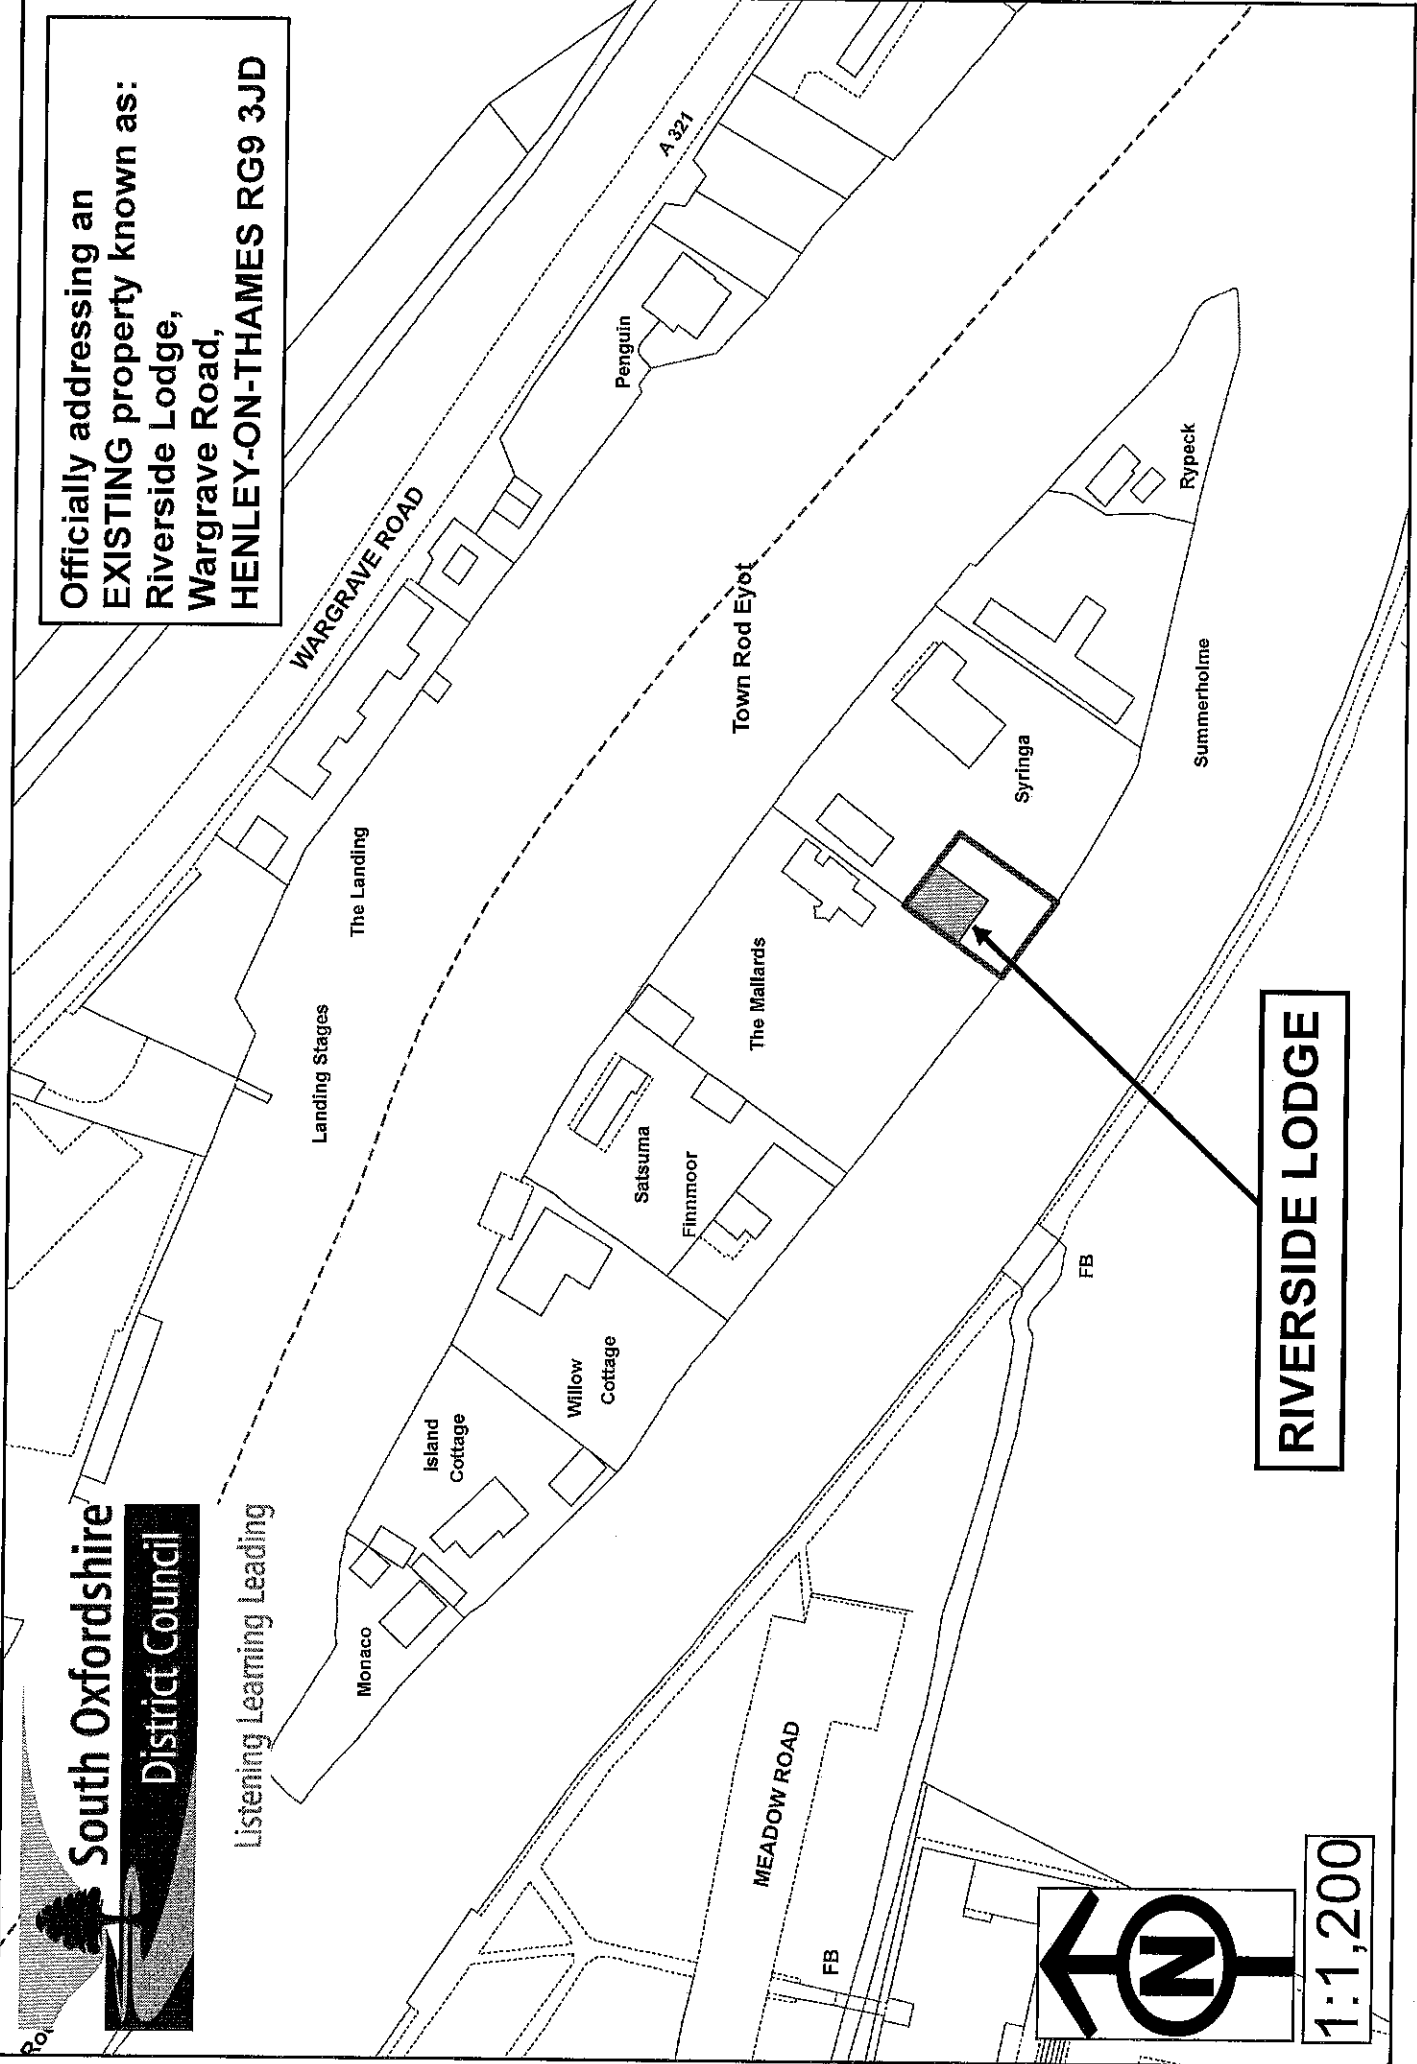 South Oxfordshire
District Council
Listening Learning Leading
Officially addressing an
EXISTING property known as:
Riverside Lodge,
Wargrave Road,
HENLEY-ON-THAMES RG9 3JD
WARGRAVE ROAD
A 321
Penguin
The Landing
Landing Stages
Town Rod Eyot
Monaco
Island
Cottage
Willow
Cottage
Satsuma
Finnmoor
The Mallards
Syringa
Summerholme
Rypeck
MEADOW ROAD
FB
FB
RIVERSIDE LODGE
N
1:1,200